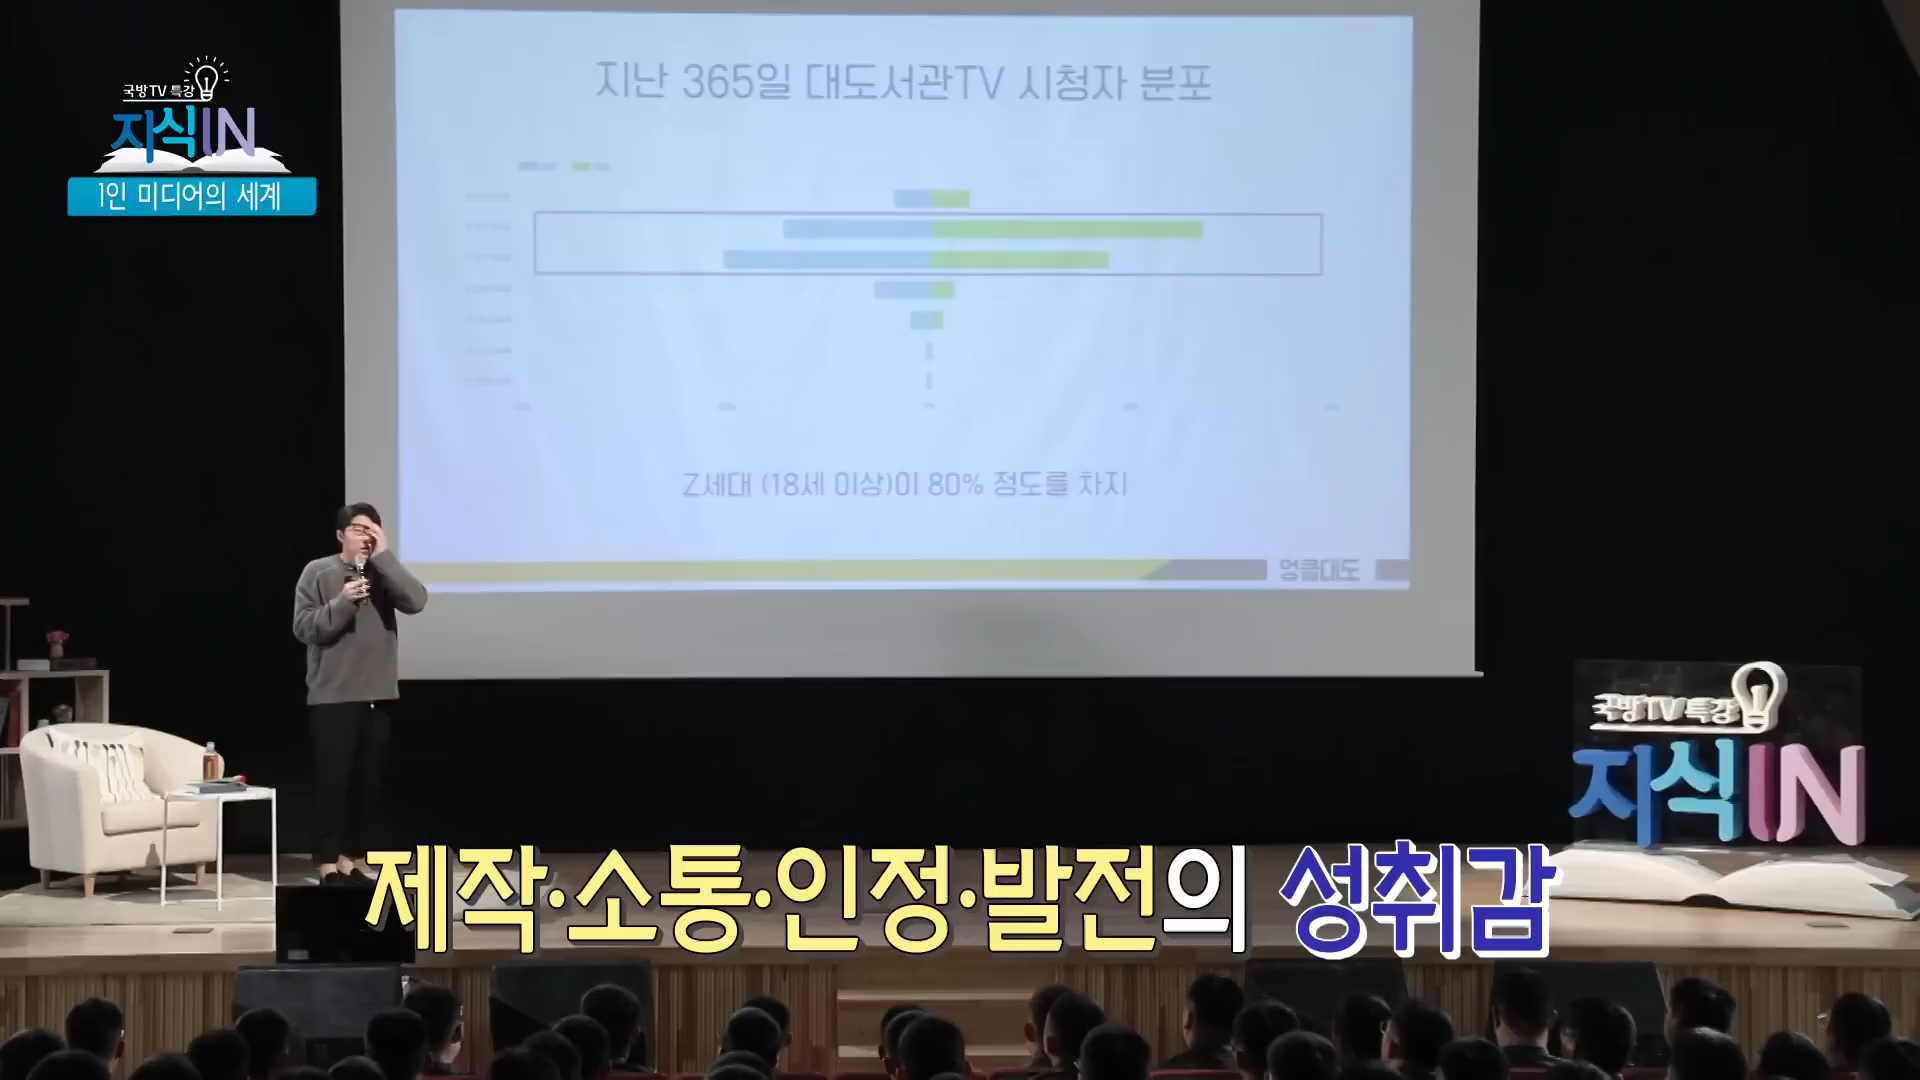 국방TV 특강
지식IN
1인 미디어의 세계
지난 365일 대도서관TV 시청자 분포
Z세대 (18세 이상)이 80% 정도를 차지
엉클대도
국방TV 특강
지식IN
제작·소통·인정·발전의 성취감